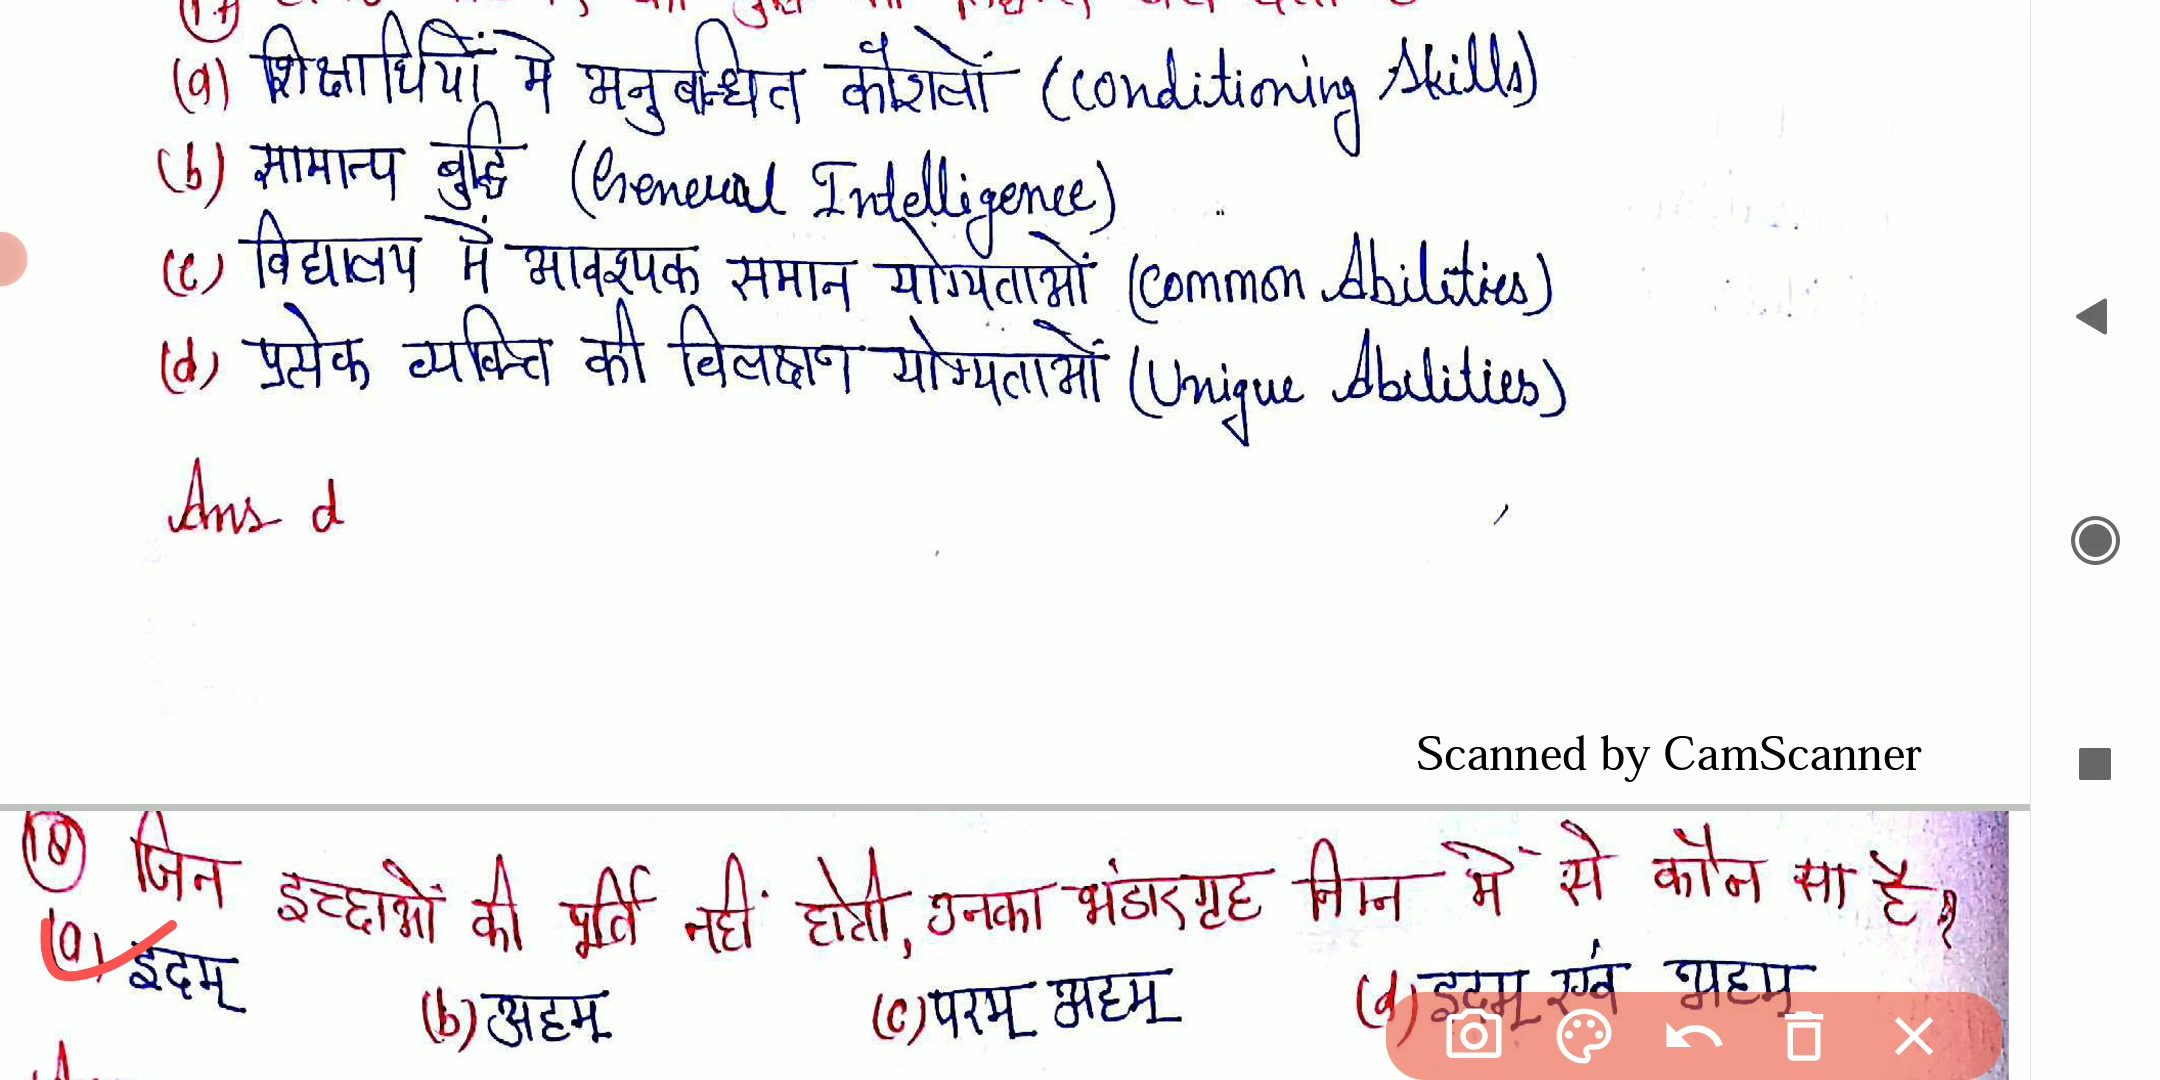 (a) शिक्षार्थियों में अनुबन्धित कौशलों (Conditioning Skills)
(b) सामान्य बुद्धि (General Intelligence)
(c) विद्यालय में आवश्यक समान योग्यताओं (Common Abilities)
(d) प्रत्येक व्यक्ति की विलक्षण योग्यताओं (Unique Abilities)
Ans d
Scanned by CamScanner
18 जिन इच्छाओं की पूर्ति नहीं होती, उनका भंडारगृह निम्न में से कौन सा है?
(a) इदम् (b) अहम् (c) परम् अहम् (d) इदम् एवं अहम्